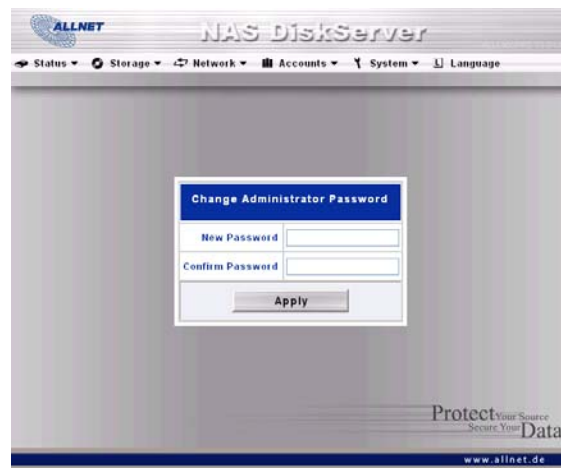 ALLNET
NAS DiskServer
Status Storage Network Accounts System Language
Change Administrator Password
New Password
Confirm Password
Apply
Protect Your Source
Secure Your Data
www.allnet.de